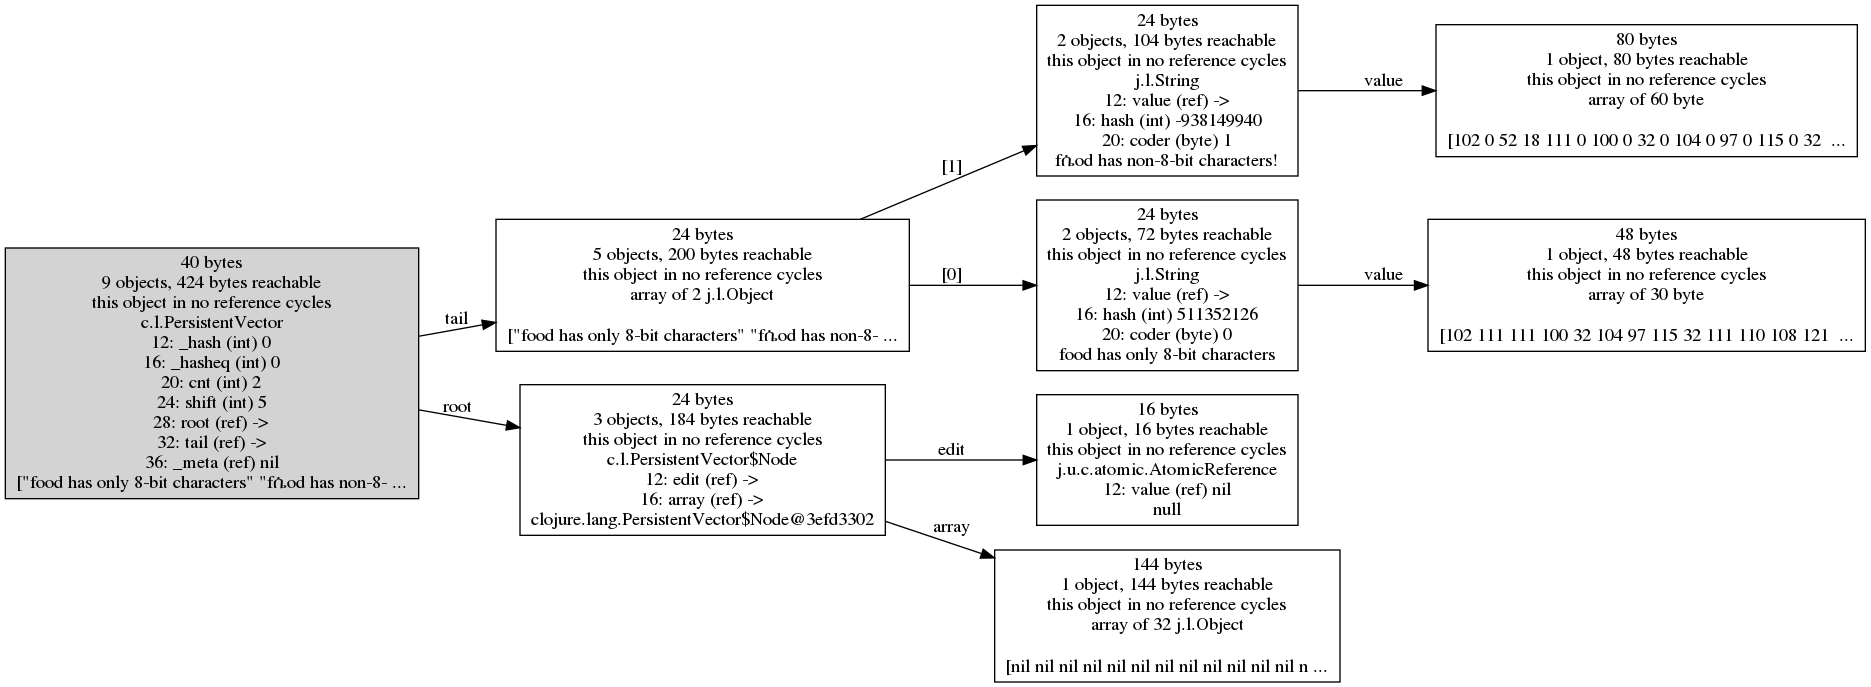 40 bytes
9 objects, 424 bytes reachable
this object in no reference cycles
c.l.PersistentVector
12: _hash (int) 0
16: _hasheq (int) 0
20: cnt (int) 2
24: shift (int) 5
28: root (ref) ->
32: tail (ref) ->
36: _meta (ref) nil
["food has only 8-bit characters" "fሴod has non-8- ...
tail
root
24 bytes
5 objects, 200 bytes reachable
this object in no reference cycles
array of 2 j.l.Object
["food has only 8-bit characters" "fሴod has non-8- ...
24 bytes
3 objects, 184 bytes reachable
this object in no reference cycles
c.l.PersistentVector$Node
12: edit (ref) ->
16: array (ref) ->
clojure.lang.PersistentVector$Node@3efd3302
[1]
[0]
edit
array
24 bytes
2 objects, 104 bytes reachable
this object in no reference cycles
j.l.String
12: value (ref) ->
16: hash (int) -938149940
20: coder (byte) 1
fሴod has non-8-bit characters!
24 bytes
2 objects, 72 bytes reachable
this object in no reference cycles
j.l.String
12: value (ref) ->
16: hash (int) 511352126
20: coder (byte) 0
food has only 8-bit characters
16 bytes
1 object, 16 bytes reachable
this object in no reference cycles
j.u.c.atomic.AtomicReference
12: value (ref) nil
null
144 bytes
1 object, 144 bytes reachable
this object in no reference cycles
array of 32 j.l.Object
[nil nil nil nil nil nil nil nil nil nil nil nil n ...
value
value
80 bytes
1 object, 80 bytes reachable
this object in no reference cycles
array of 60 byte
[102 0 52 18 111 0 100 0 32 0 104 0 97 0 115 0 32 ...
48 bytes
1 object, 48 bytes reachable
this object in no reference cycles
array of 30 byte
[102 111 111 100 32 104 97 115 32 111 110 108 121 ...